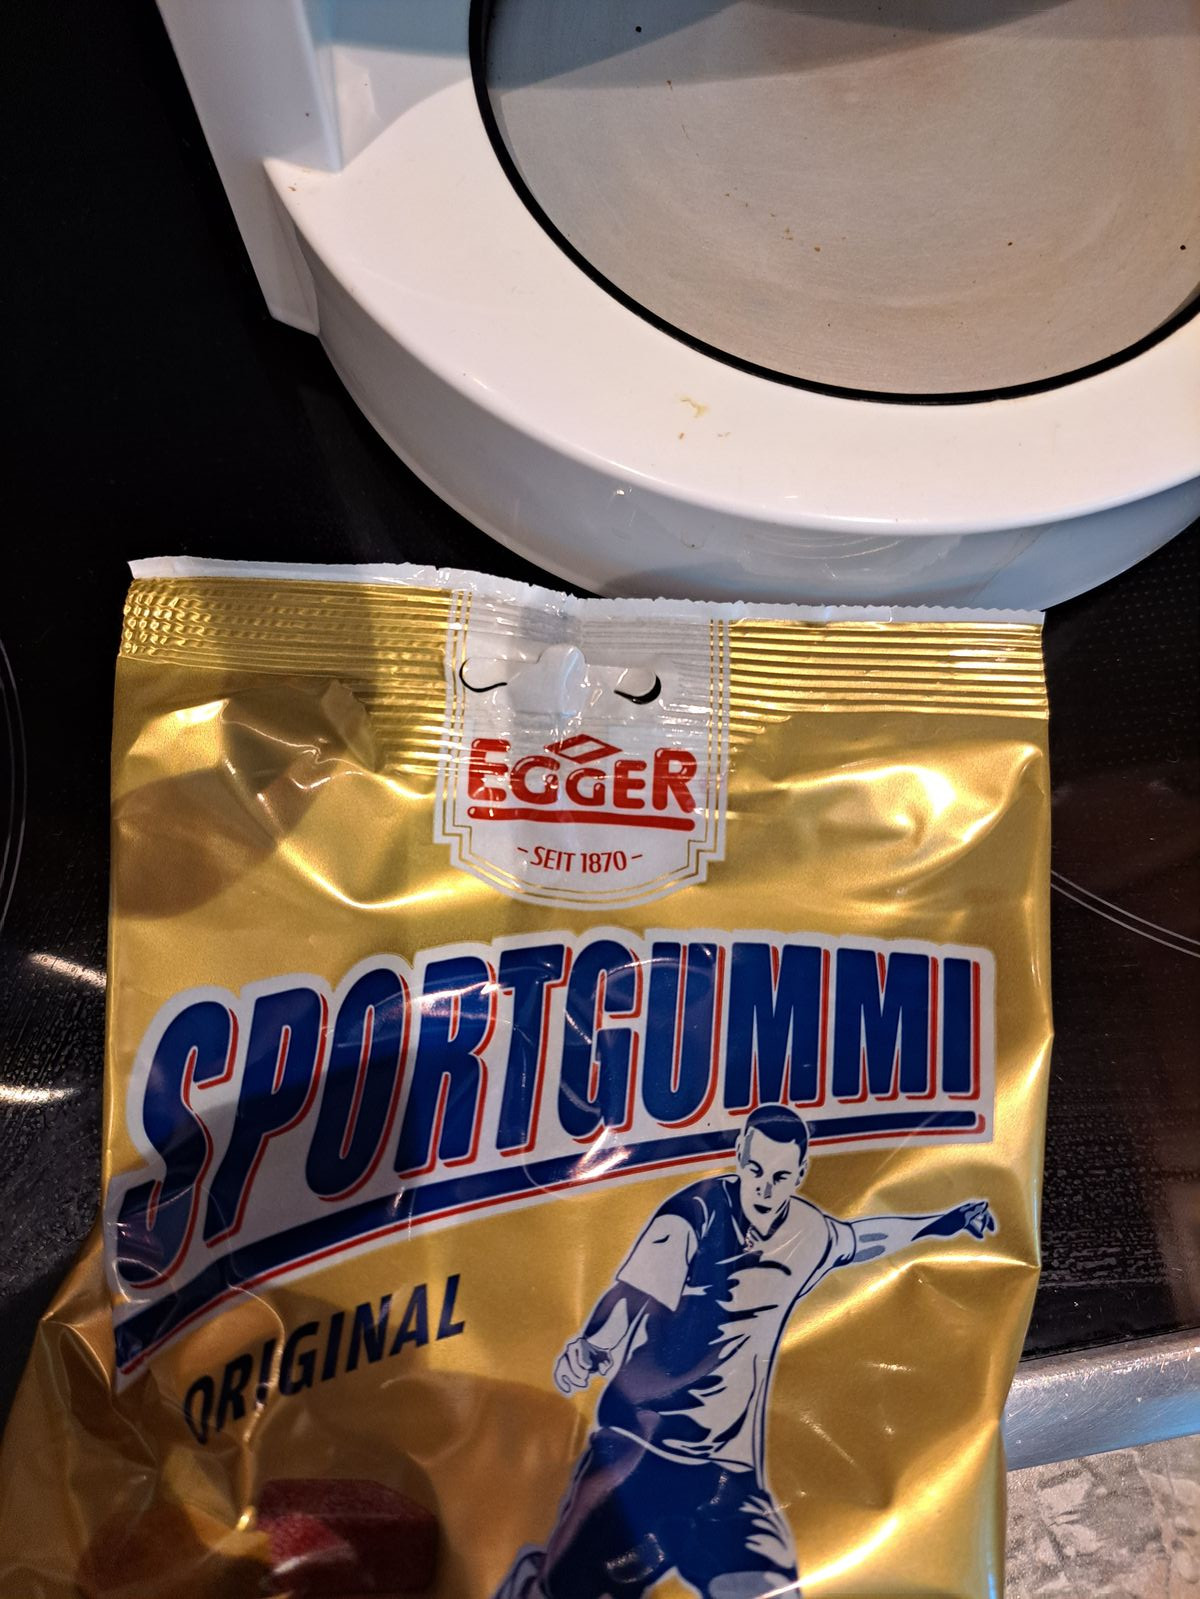 EGGER
- SEIT 1870 -
SPORTGUMMI
ORIGINAL